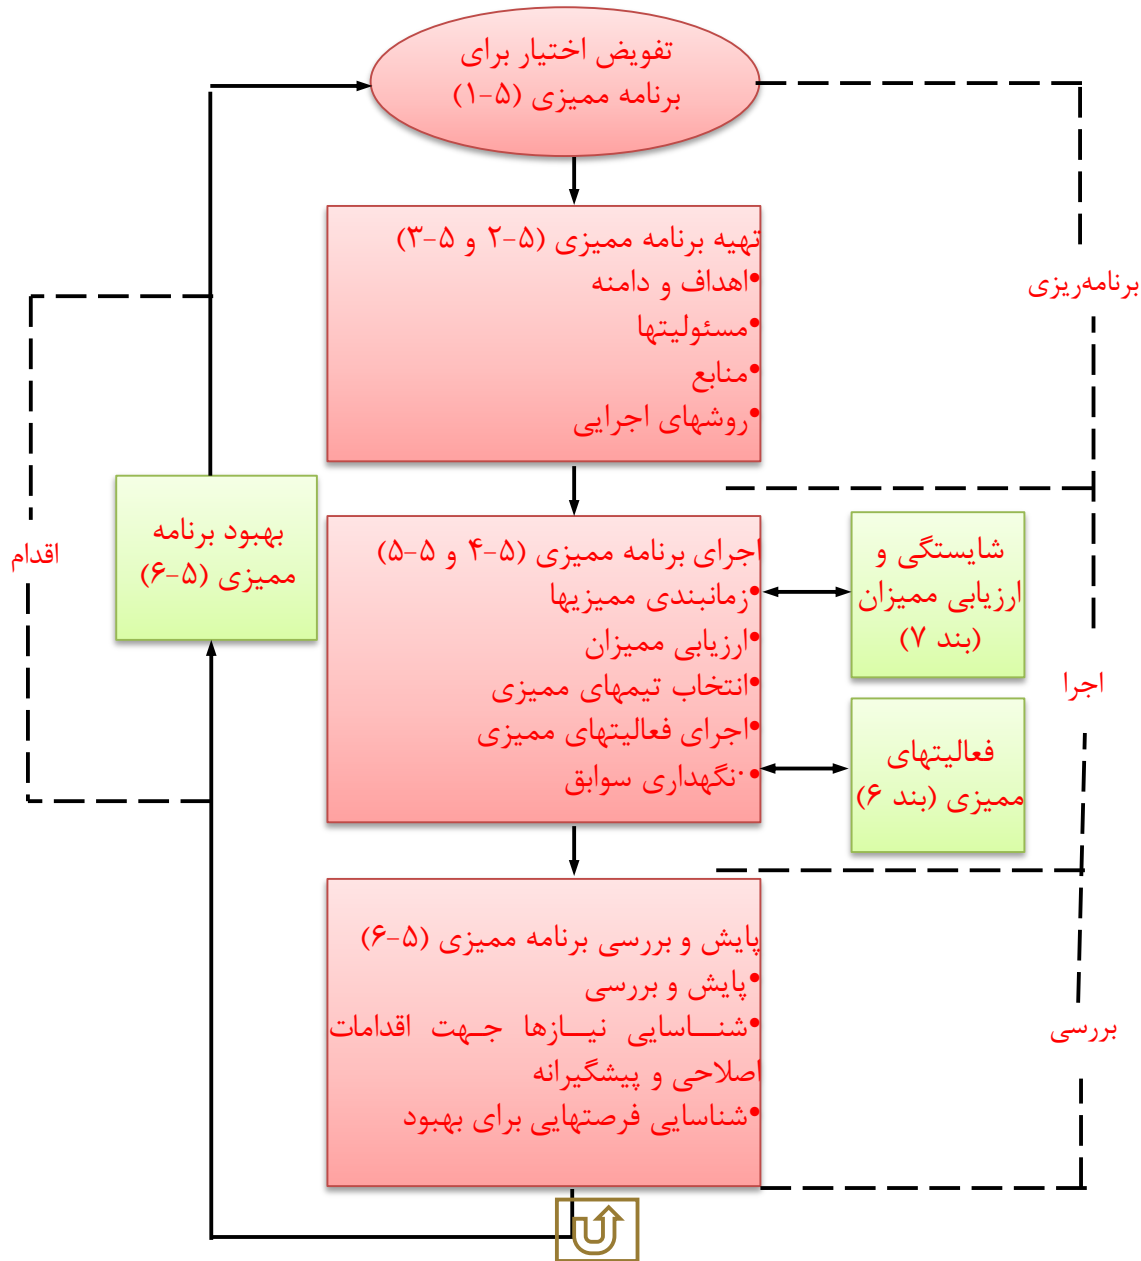 تفویض اختیار برای
برنامه ممیزی (۵-۱)
تهیه برنامه ممیزی (۵-۲ و ۵-۳)
•اهداف و دامنه
•مسئولیتها
•منابع
•روشهای اجرایی
برنامه‌ریزی
بهبود برنامه
ممیزی (۵-۶)
اقدام
اجرای برنامه ممیزی (۵-۴ و ۵-۵)
•زمانبندی ممیزیها
•ارزیابی ممیزان
•انتخاب تیمهای ممیزی
•اجرای فعالیتهای ممیزی
•نگهداری سوابق
شایستگی و
ارزیابی ممیزان
(بند ۷)
اجرا
فعالیتهای
ممیزی (بند ۶)
پایش و بررسی برنامه ممیزی (۵-۶)
•پایش و بررسی
•شناسایی نیازها جهت اقدامات
اصلاحی و پیشگیرانه
•شناسایی فرصتهایی برای بهبود
بررسی